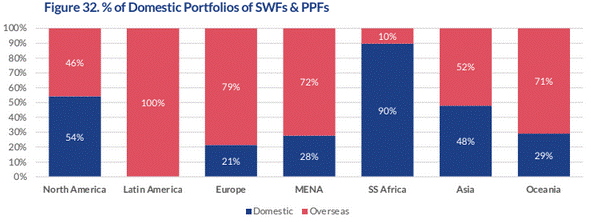 Figure 32. % of Domestic Portfolios of SWFs & PPFs
100%
90%
80%
70%
60%
50%
40%
30%
20%
10%
0%
46%
54%
100%
79%
21%
72%
28%
10%
90%
52%
48%
71%
29%
North America
Latin America
Europe
MENA
SS Africa
Asia
Oceania
Domestic
Overseas